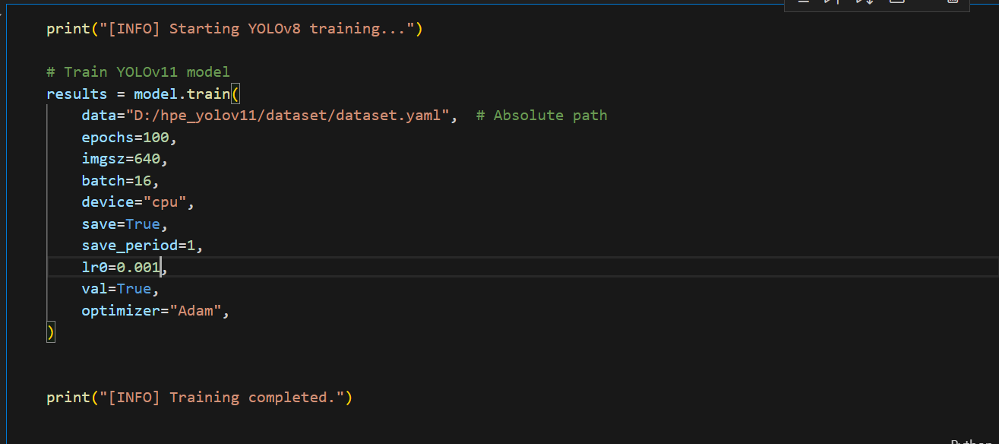 print("[INFO] Starting YOLOv8 training...")
# Train YOLOv11 model
results = model.train(
data="D:/hpe_yolov11/dataset/dataset.yaml",  # Absolute path
epochs=100,
imgsz=640,
batch=16,
device="cpu",
save=True,
save_period=1,
lr0=0.001,
val=True,
optimizer="Adam",
)
print("[INFO] Training completed.")